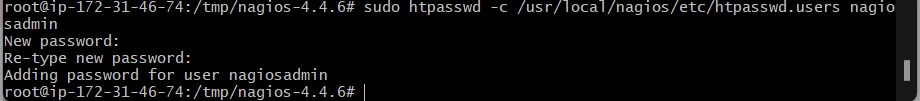 root@ip-172-31-46-74:/tmp/nagios-4.4.6# sudo htpasswd -c /usr/local/nagios/etc/htpasswd.users nagio
sadmin
New password:
Re-type new password:
Adding password for user nagiosadmin
root@ip-172-31-46-74:/tmp/nagios-4.4.6#